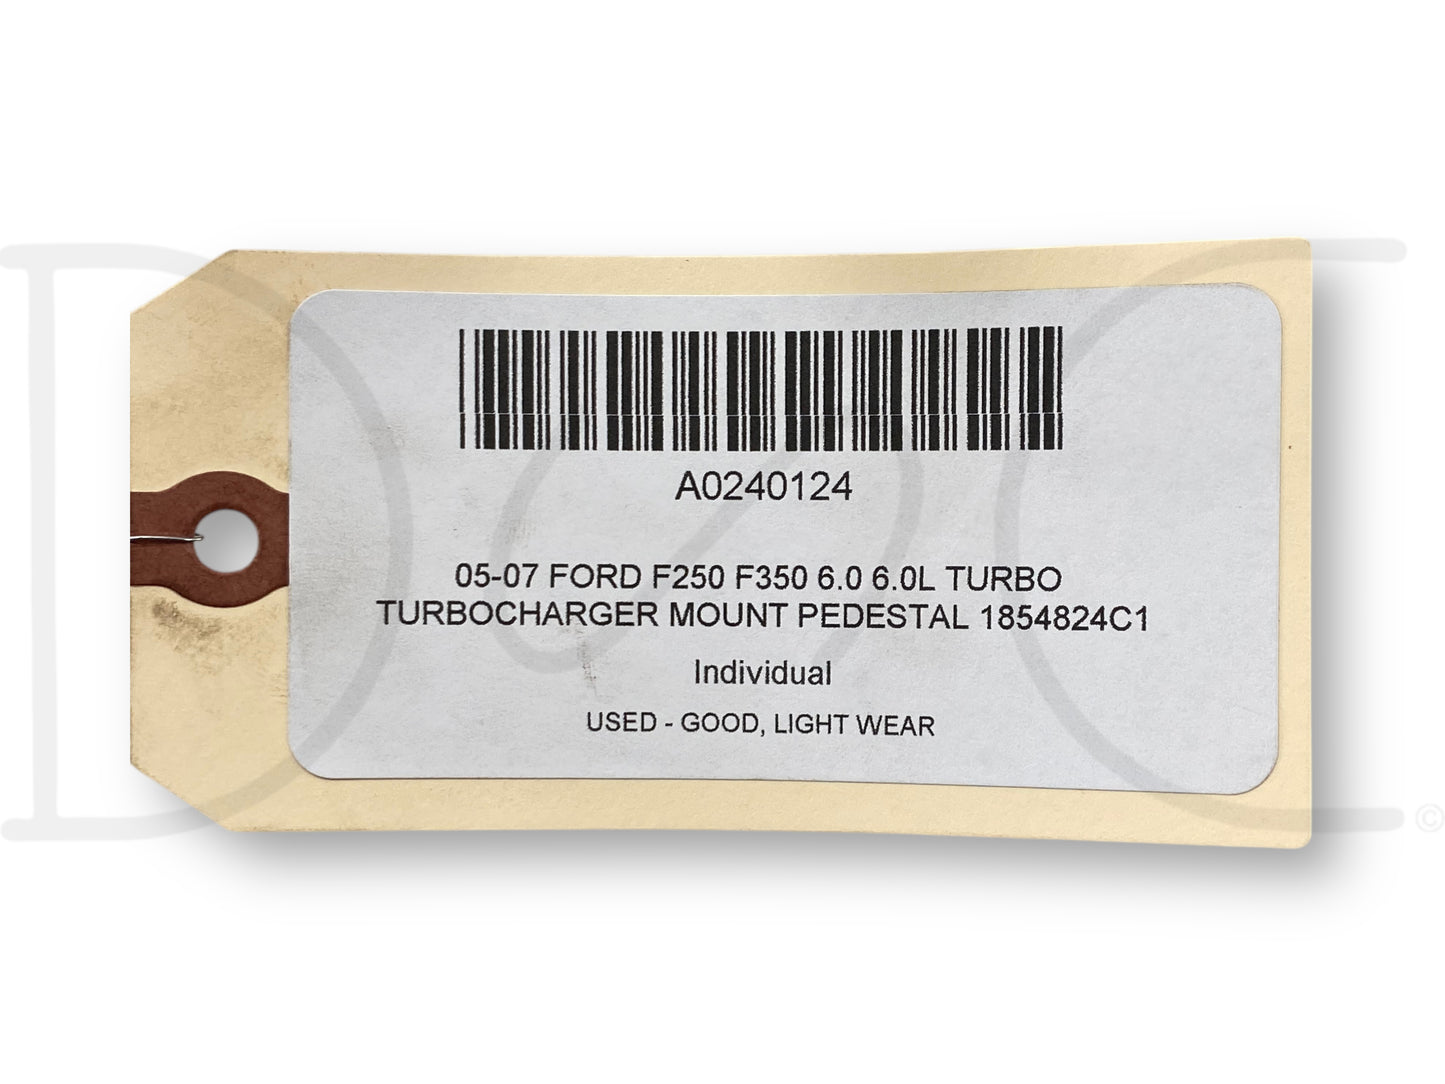 A0240124
05-07 FORD F250 F350 6.0 6.0L TURBO
TURBOCHARGER MOUNT PEDESTAL 1854824C1
Individual
USED - GOOD, LIGHT WEAR
©